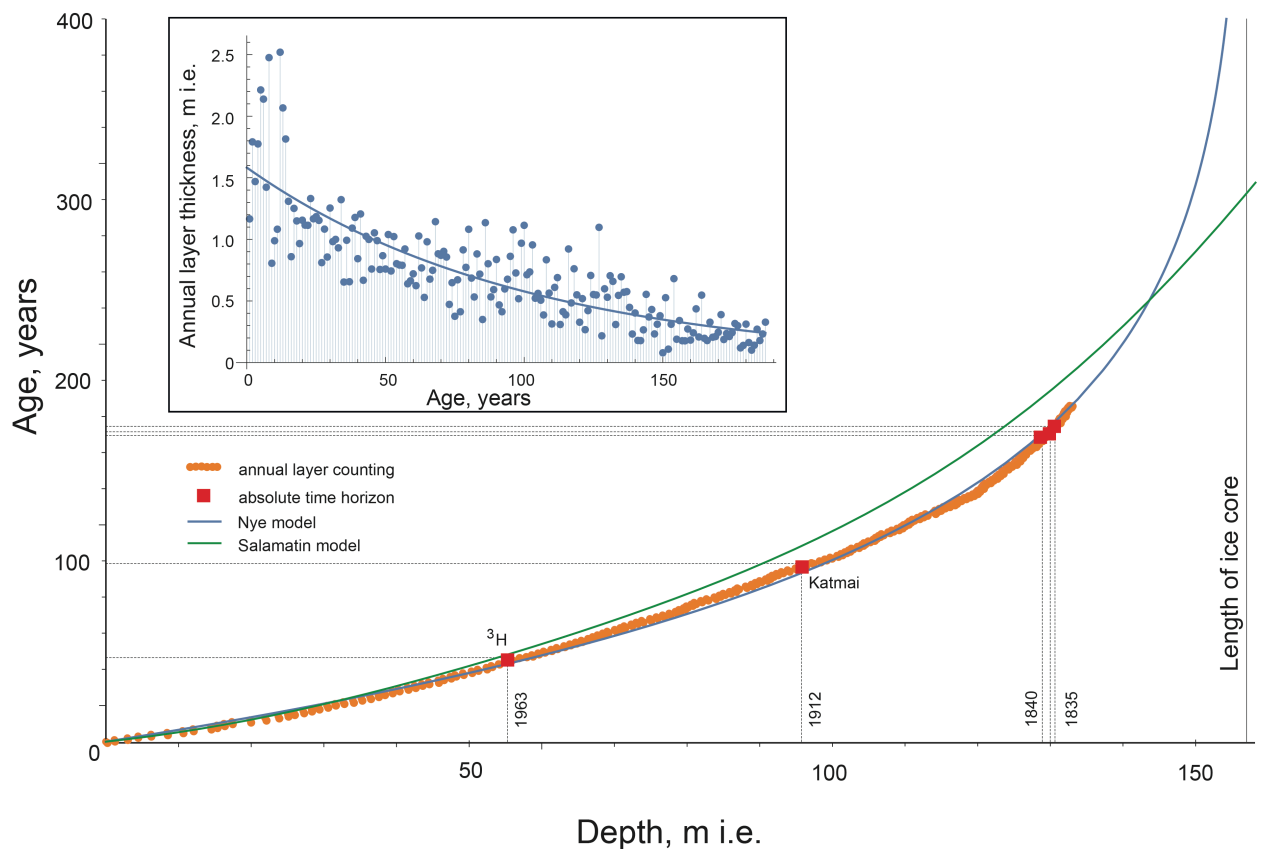 400
300
200
100
0
Age, years
2.5
2.0
1.5
1.0
0.5
0
Annual layer thickness, m i.e.
0
50
100
150
Age, years
annual layer counting
absolute time horizon
Nye model
Salamatin model
³H
Katmai
1963
1912
1840
1835
Length of ice core
50
100
150
Depth, m i.e.